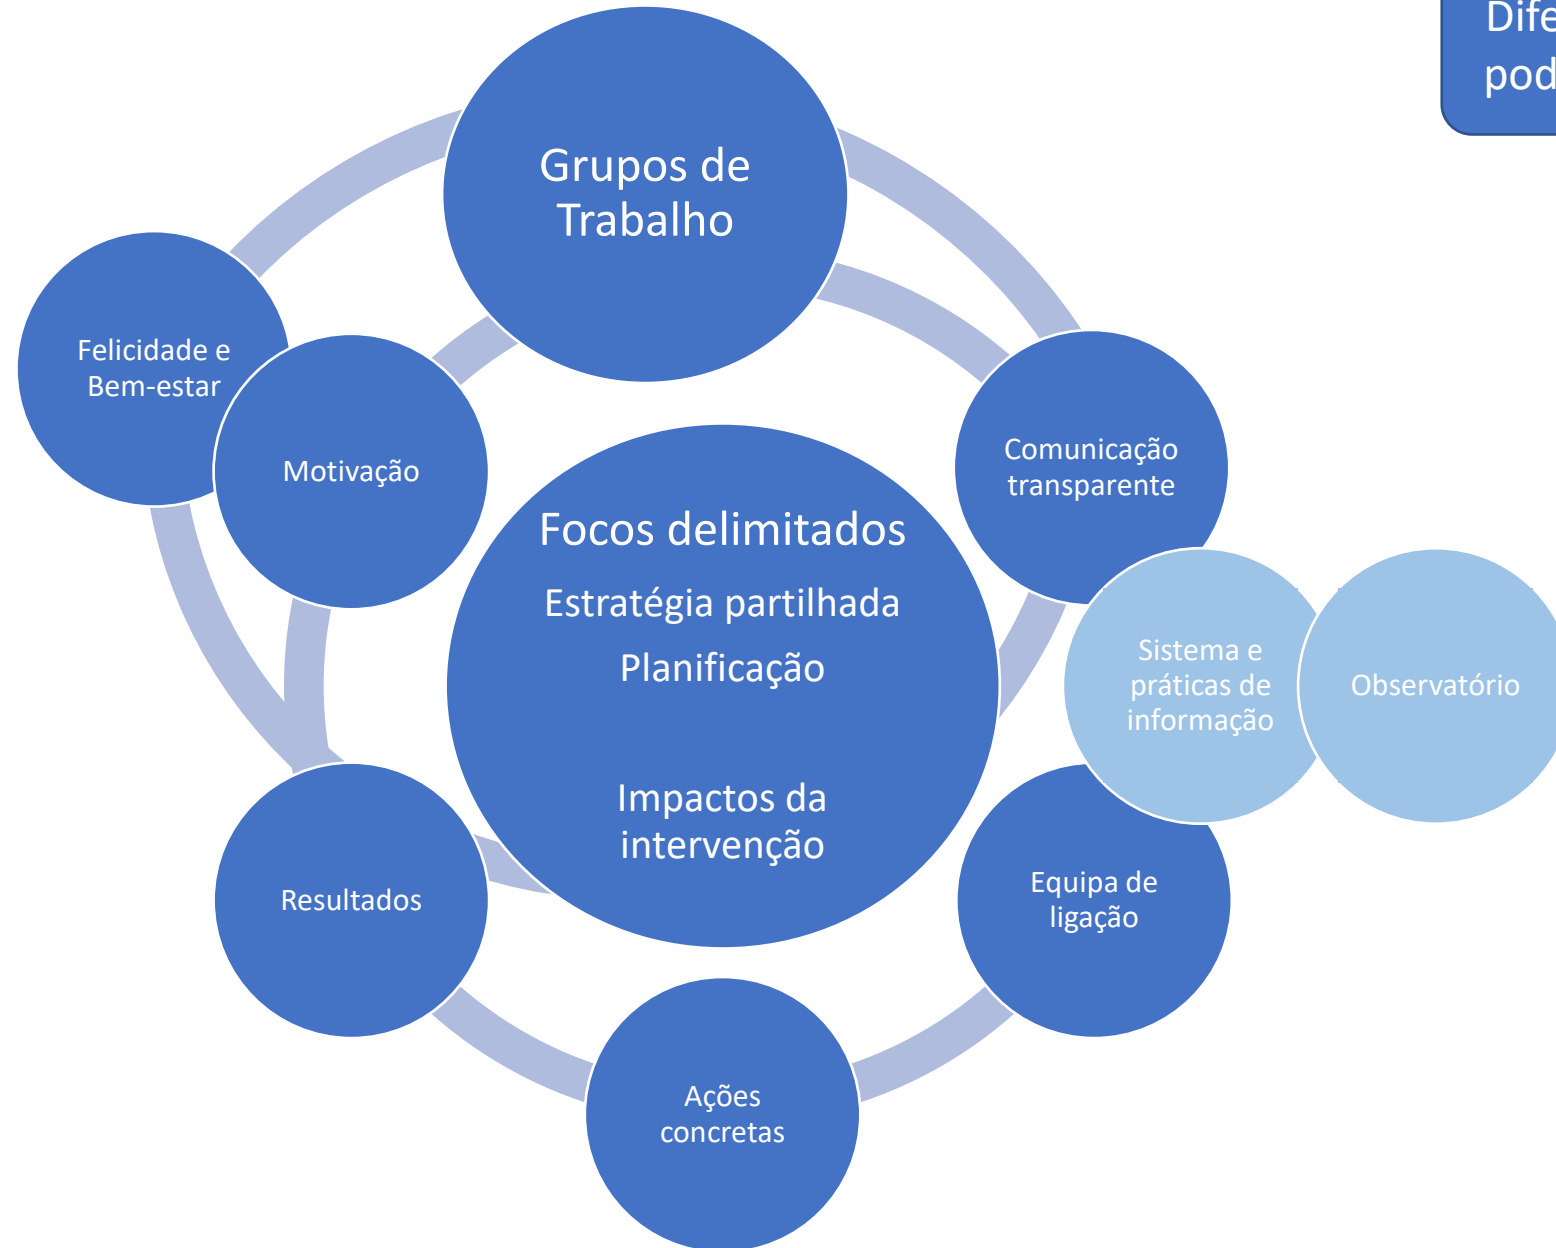 Grupos de
Trabalho
Felicidade e
Bem-estar
Motivação
Comunicação
transparente
Focos delimitados
Estratégia partilhada
Planificação
Impactos da
intervenção
Sistema e
práticas de
informação
Observatório
Equipa de
ligação
Resultados
Ações
concretas